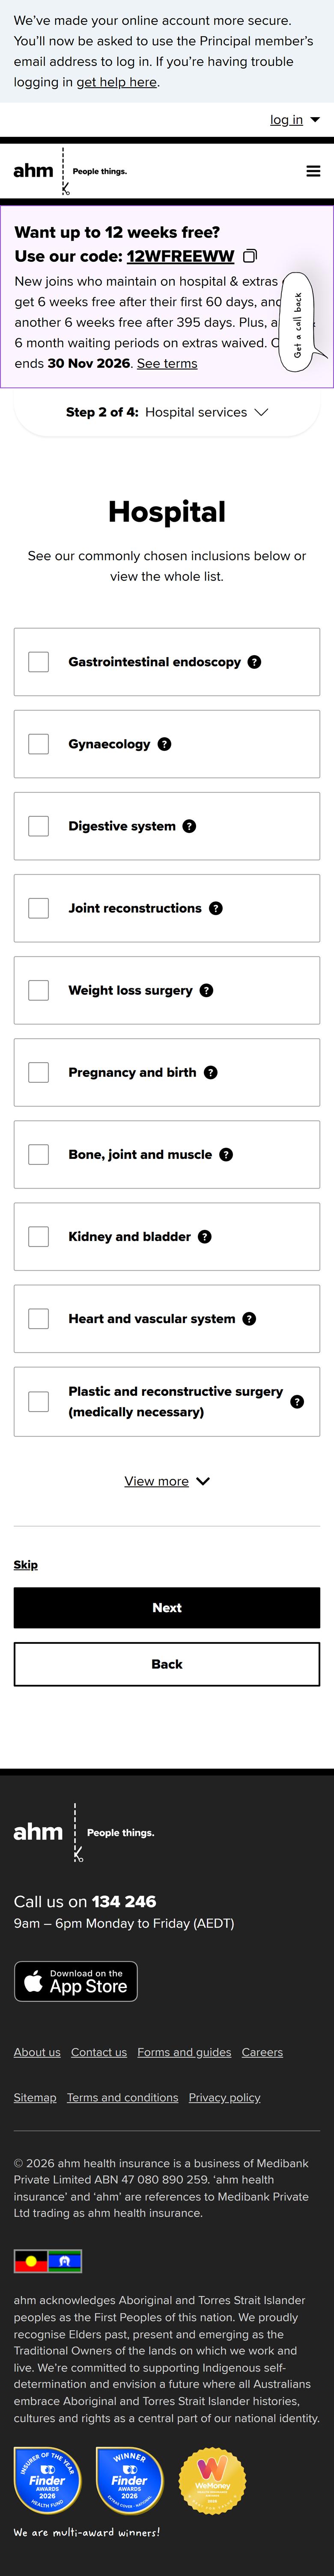 We've made your online account more secure.
You'll now be asked to use the Principal member's
email address to log in. If you're having trouble
logging in get help here.
log in
ahm
People things.
Want up to 12 weeks free?
Use our code: 12WFREEWW
New joins who maintain on hospital & extras
get 6 weeks free after their first 60 days, and
another 6 weeks free after 395 days. Plus,
6 month waiting periods on extras waived.
ends 30 Nov 2026. See terms
Get a call back
Step 2 of 4: Hospital services
Hospital
See our commonly chosen inclusions below or
view the whole list.
Gastrointestinal endoscopy ?
Gynaecology ?
Digestive system ?
Joint reconstructions ?
Weight loss surgery ?
Pregnancy and birth ?
Bone, joint and muscle ?
Kidney and bladder ?
Heart and vascular system ?
Plastic and reconstructive surgery
(medically necessary) ?
View more
Skip
Next
Back
ahm
People things.
Call us on 134 246
9am – 6pm Monday to Friday (AEDT)
Download on the
App Store
About us Contact us Forms and guides Careers
Sitemap Terms and conditions Privacy policy
© 2026 ahm health insurance is a business of Medibank
Private Limited ABN 47 080 890 259. 'ahm health
insurance' and 'ahm' are references to Medibank Private
Ltd trading as ahm health insurance.
ahm acknowledges Aboriginal and Torres Strait Islander
peoples as the First Peoples of this nation. We proudly
recognise Elders past, present and emerging as the
Traditional Owners of the lands on which we work and
live. We're committed to supporting Indigenous self-
determination and envision a future where all Australians
embrace Aboriginal and Torres Strait Islander histories,
cultures and rights as a central part of our national identity.
INSURER OF THE YEAR
Finder
AWARDS
2026
HEALTH FUND
WINNER
Finder
AWARDS
2026
WeMoney
We are multi-award winners!